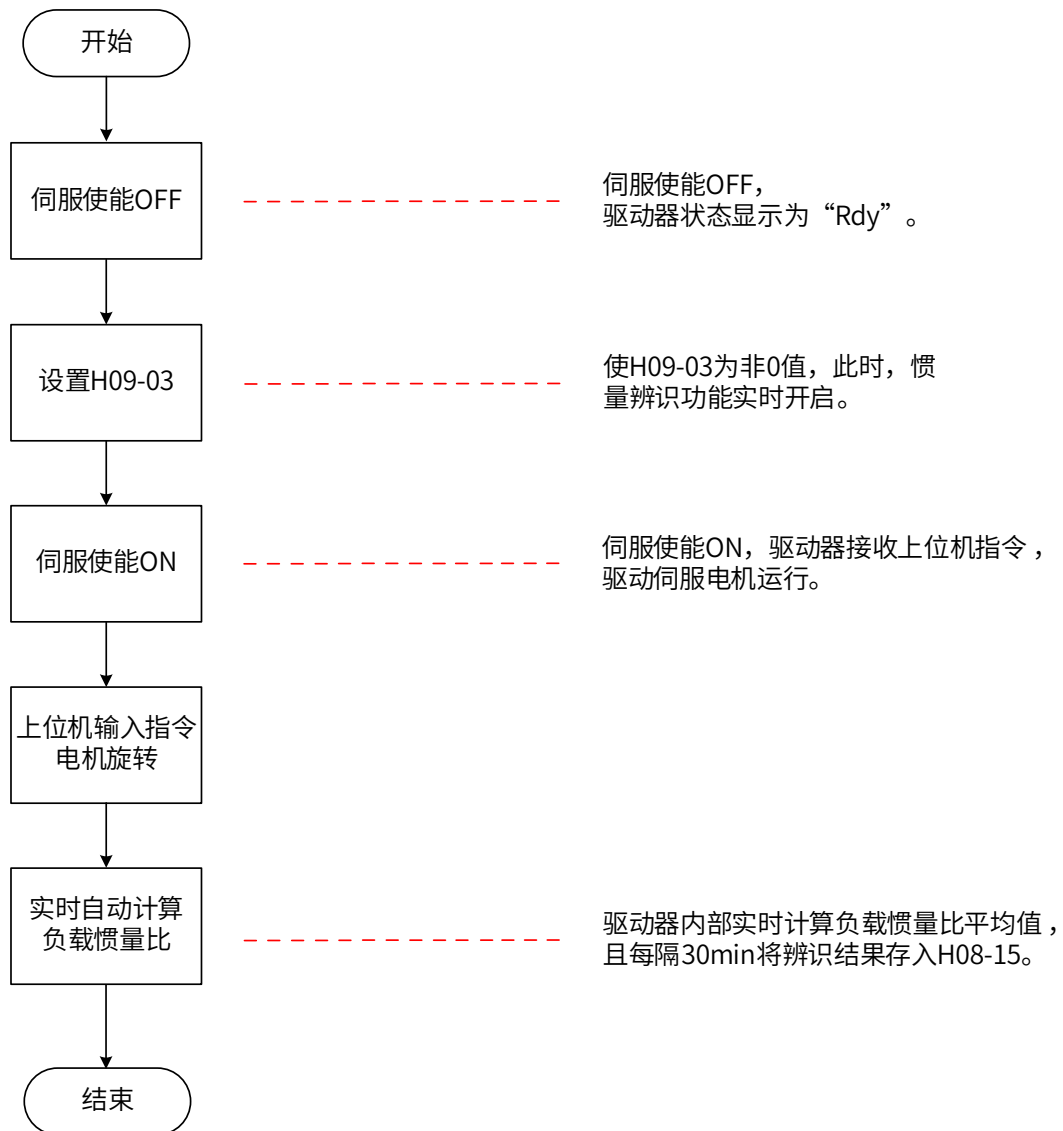 开始
伺服使能OFF
伺服使能OFF，
驱动器状态显示为“Rdy”。
设置H09-03
使H09-03为非0值，此时，惯
量辨识功能实时开启。
伺服使能ON
伺服使能ON，驱动器接收上位机指令，
驱动伺服电机运行。
上位机输入指令
电机旋转
实时自动计算
负载惯量比
驱动器内部实时计算负载惯量比平均值，
且每隔30min将辨识结果存入H08-15。
结束